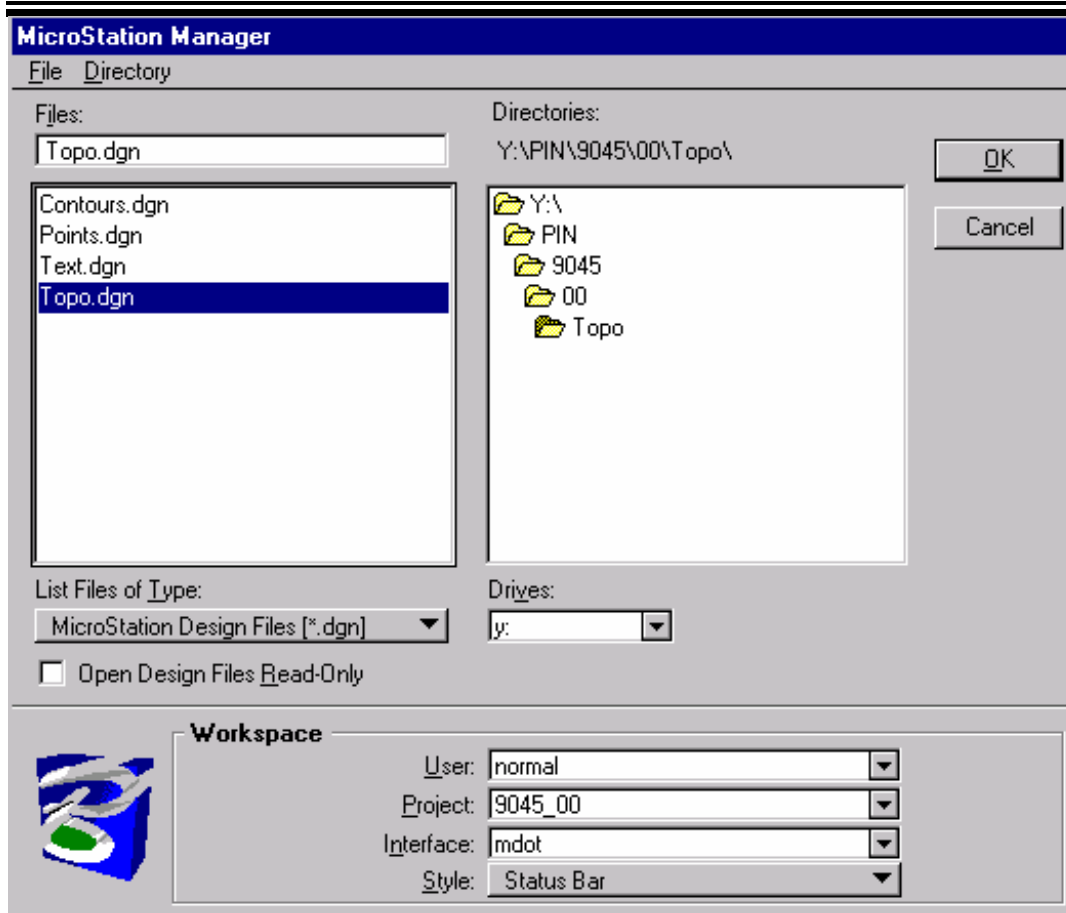 MicroStation Manager
File Directory
Files:
Topo.dgn
Contours.dgn
Points.dgn
Text.dgn
Topo.dgn
Directories:
Y:\PIN\9045\00\Topo\
Y:\
PIN
9045
00
Topo
OK
Cancel
List Files of Type:
MicroStation Design Files [*.dgn]
Drives:
y:
Open Design Files Read-Only
Workspace
User: normal
Project: 9045_00
Interface: mdot
Style: Status Bar